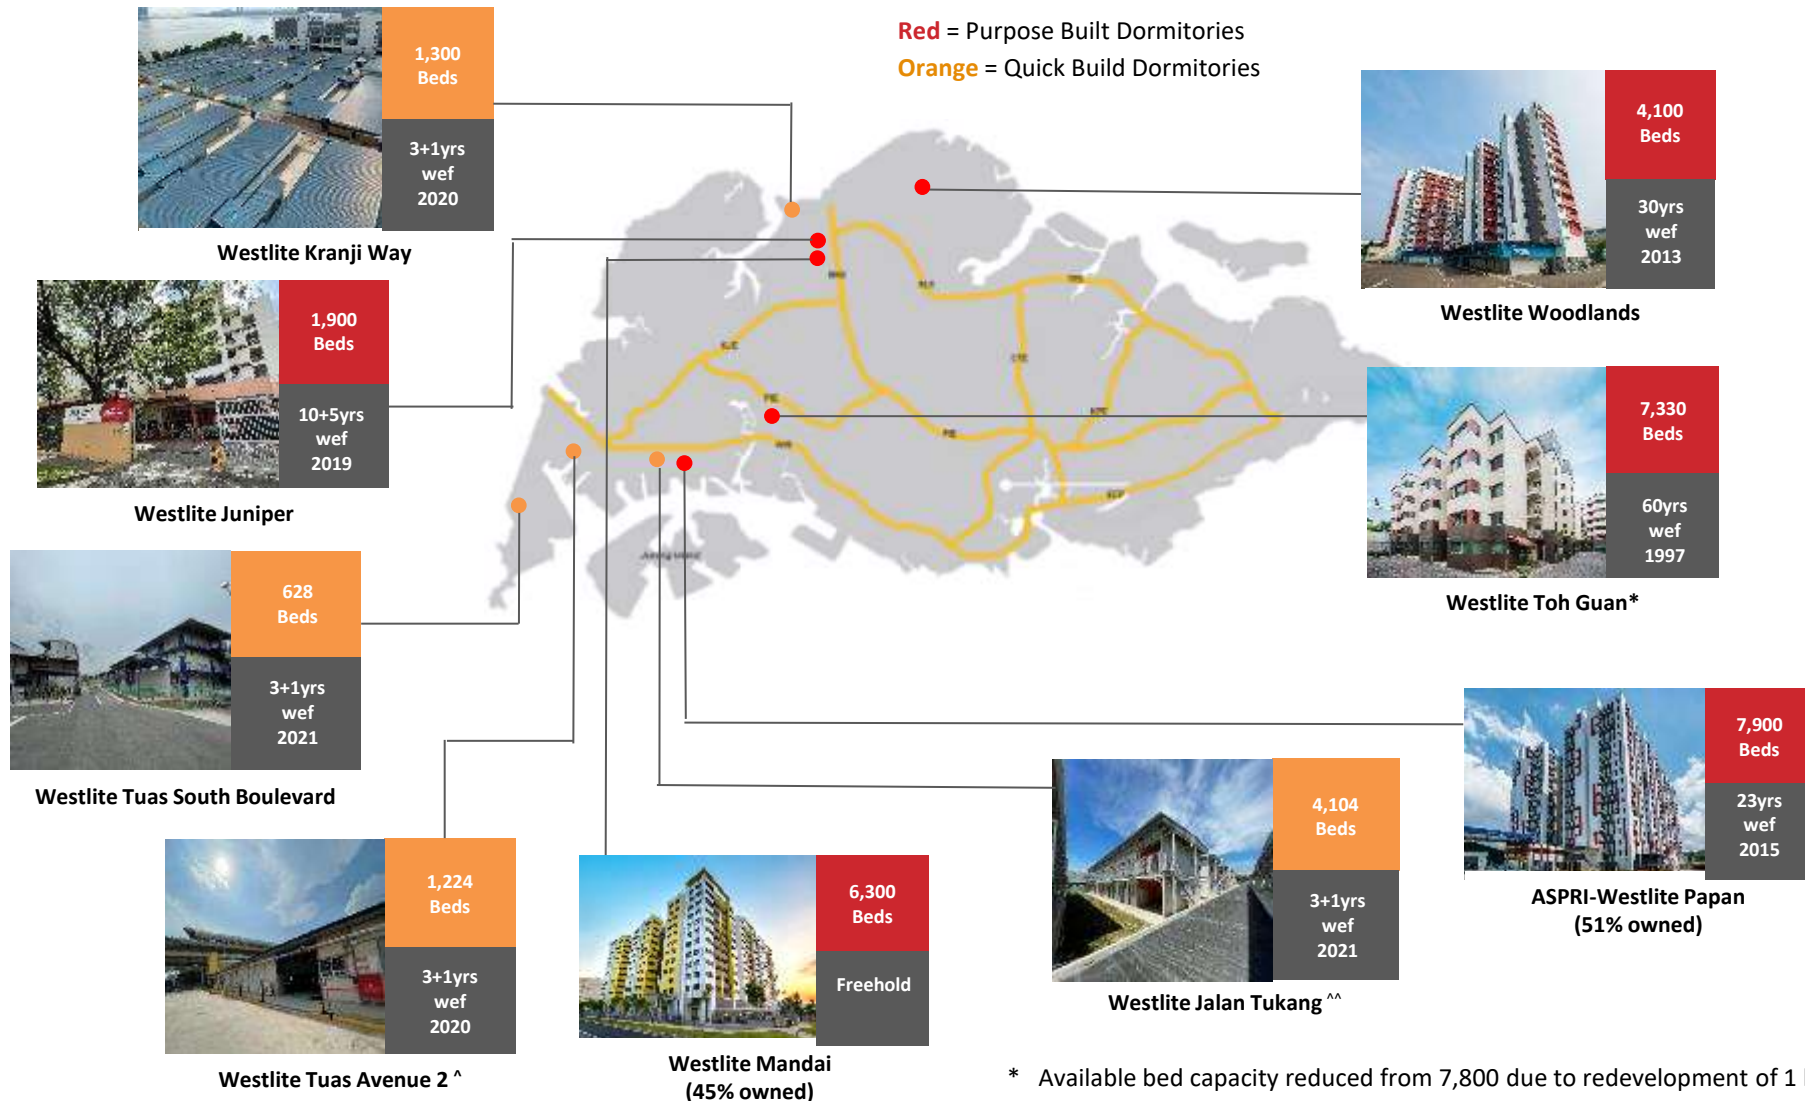 Red = Purpose Built Dormitories
Orange = Quick Build Dormitories
1,300
Beds
3+1yrs
wef
2020
Westlite Kranji Way
4,100
Beds
30yrs
wef
2013
Westlite Woodlands
1,900
Beds
10+5yrs
wef
2019
Westlite Juniper
7,330
Beds
60yrs
wef
1997
Westlite Toh Guan*
628
Beds
3+1yrs
wef
2021
Westlite Tuas South Boulevard
7,900
Beds
23yrs
wef
2015
ASPRI-Westlite Papan
(51% owned)
1,224
Beds
3+1yrs
wef
2020
Westlite Tuas Avenue 2 ^
6,300
Beds
Freehold
Westlite Mandai
(45% owned)
4,104
Beds
3+1yrs
wef
2021
Westlite Jalan Tukang ^^
* Available bed capacity reduced from 7,800 due to redevelopment of 1